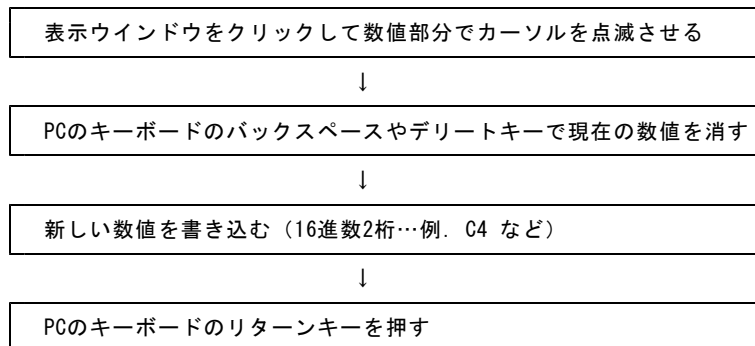 表示ウインドウをクリックして数値部分でカーソルを点滅させる
↓
PCのキーボードのバックスペースやデリートキーで現在の数値を消す
↓
新しい数値を書き込む（16進数2桁…例．C4 など）
↓
PCのキーボードのリターンキーを押す